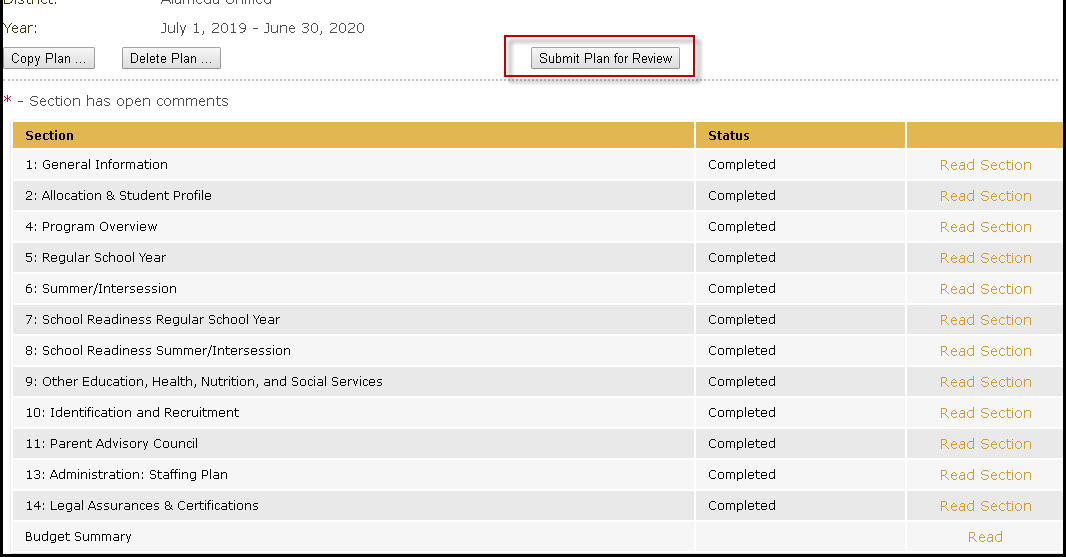 District: Alameda Unified
Year: July 1, 2019 - June 30, 2020
Copy Plan ... Delete Plan ... Submit Plan for Review
* - Section has open comments
Section Status
1: General Information Completed Read Section
2: Allocation & Student Profile Completed Read Section
4: Program Overview Completed Read Section
5: Regular School Year Completed Read Section
6: Summer/Intersession Completed Read Section
7: School Readiness Regular School Year Completed Read Section
8: School Readiness Summer/Intersession Completed Read Section
9: Other Education, Health, Nutrition, and Social Services Completed Read Section
10: Identification and Recruitment Completed Read Section
11: Parent Advisory Council Completed Read Section
13: Administration: Staffing Plan Completed Read Section
14: Legal Assurances & Certifications Completed Read Section
Budget Summary Read